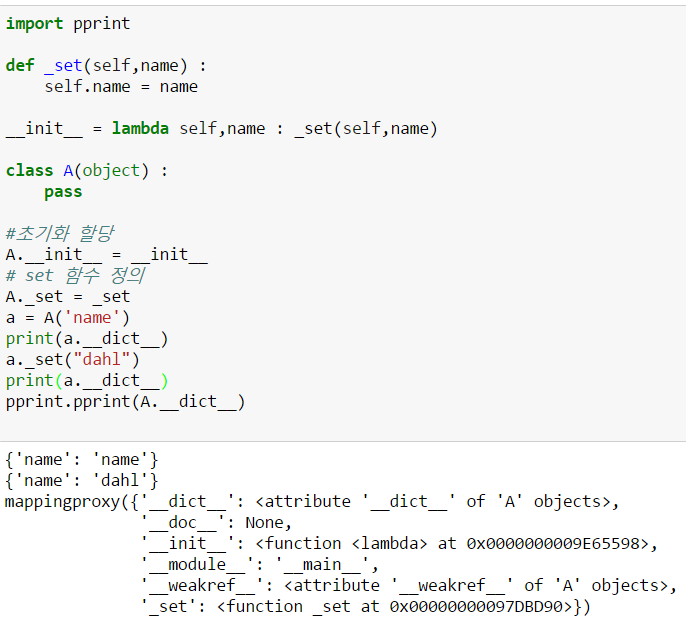 import pprint
def _set(self,name) :
    self.name = name
__init__ = lambda self,name : _set(self,name)
class A(object) :
    pass
#초기화 할당
A.__init__ = __init__
# set 함수 정의
A._set = _set
a = A('name')
print(a.__dict__)
a._set("dahl")
print(a.__dict__)
pprint.pprint(A.__dict__)
{'name': 'name'}
{'name': 'dahl'}
mappingproxy({'__dict__': <attribute '__dict__' of 'A' objects>,
              '__doc__': None,
              '__init__': <function <lambda> at 0x0000000009E65598>,
              '__module__': '__main__',
              '__weakref__': <attribute '__weakref__' of 'A' objects>,
              '_set': <function _set at 0x00000000097DBD90>})